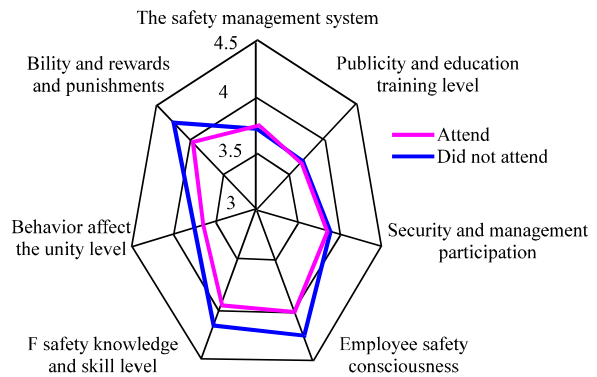 The safety management system
4.5
Bility and rewards
and punishments
Publicity and education
training level
4
Attend
Did not attend
3.5
3
Behavior affect
the unity level
Security and management
participation
F safety knowledge
and skill level
Employee safety
consciousness